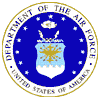 DEPARTMENT OF THE AIR FORCE
UNITED STATES OF AMERICA